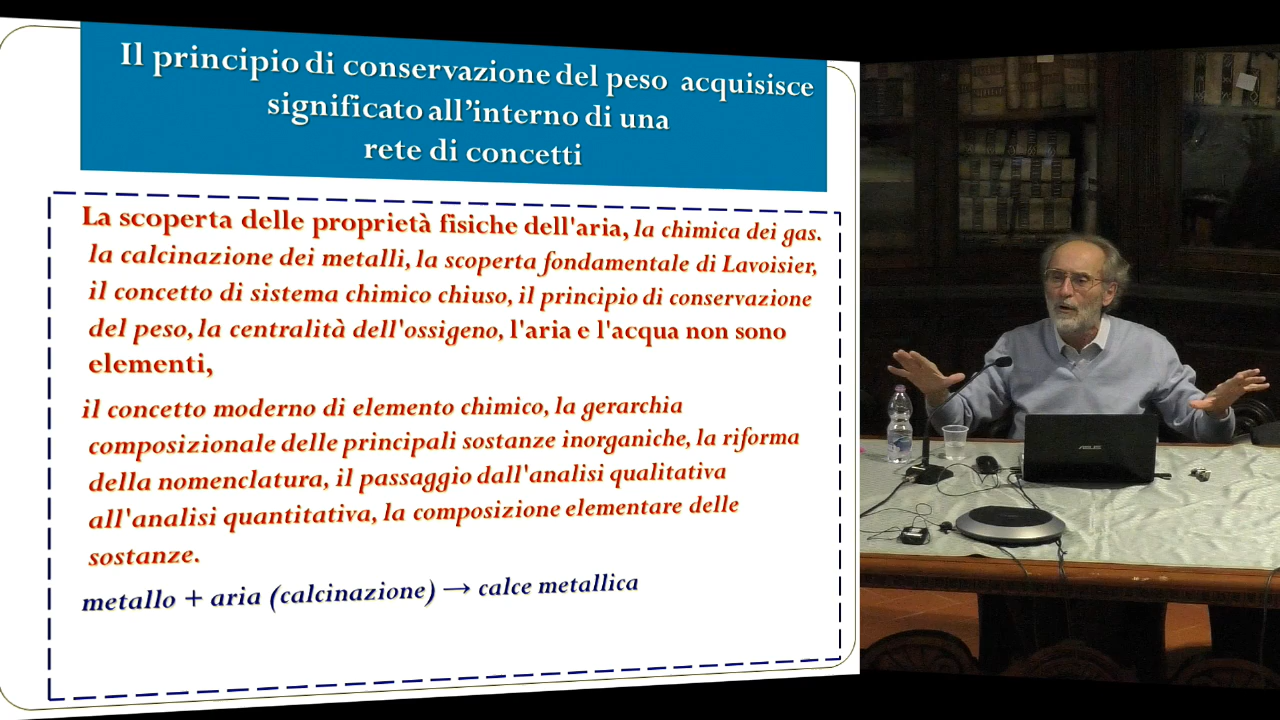 Il principio di conservazione del peso acquisisce
significato all’interno di una
rete di concetti
La scoperta delle proprietà fisiche dell'aria, la chimica dei gas.
la calcinazione dei metalli, la scoperta fondamentale di Lavoisier,
il concetto di sistema chimico chiuso, il principio di conservazione
del peso, la centralità dell'ossigeno, l'aria e l'acqua non sono
elementi,
il concetto moderno di elemento chimico, la gerarchia
composizionale delle principali sostanze inorganiche, la riforma
della nomenclatura, il passaggio dall'analisi qualitativa
all'analisi quantitativa, la composizione elementare delle
sostanze.
metallo + aria (calcinazione) → calce metallica
ASUS